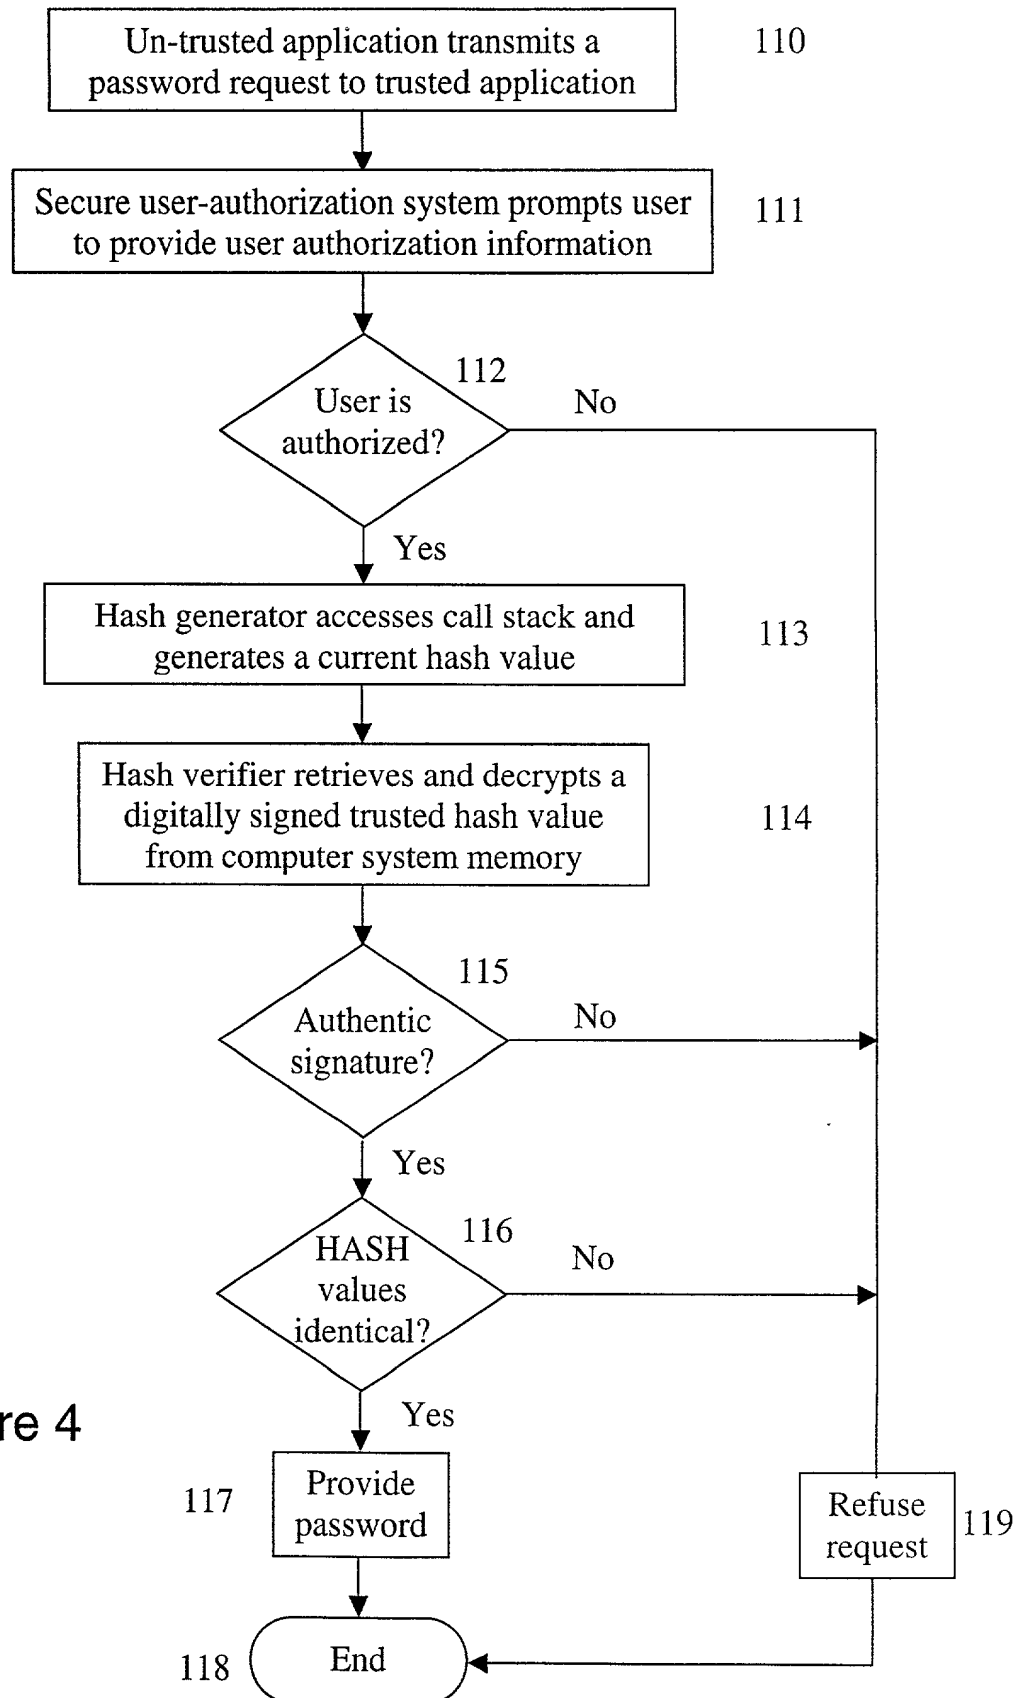 Un-trusted application transmits a
password request to trusted application
110
Secure user-authorization system prompts user
to provide user authorization information
111
112
User is
authorized?
No
Yes
Hash generator accesses call stack and
generates a current hash value
113
Hash verifier retrieves and decrypts a
digitally signed trusted hash value
from computer system memory
114
115
Authentic
signature?
No
Yes
116
HASH
values
identical?
No
Yes
re 4
117
Provide
password
Refuse
request
119
118
End